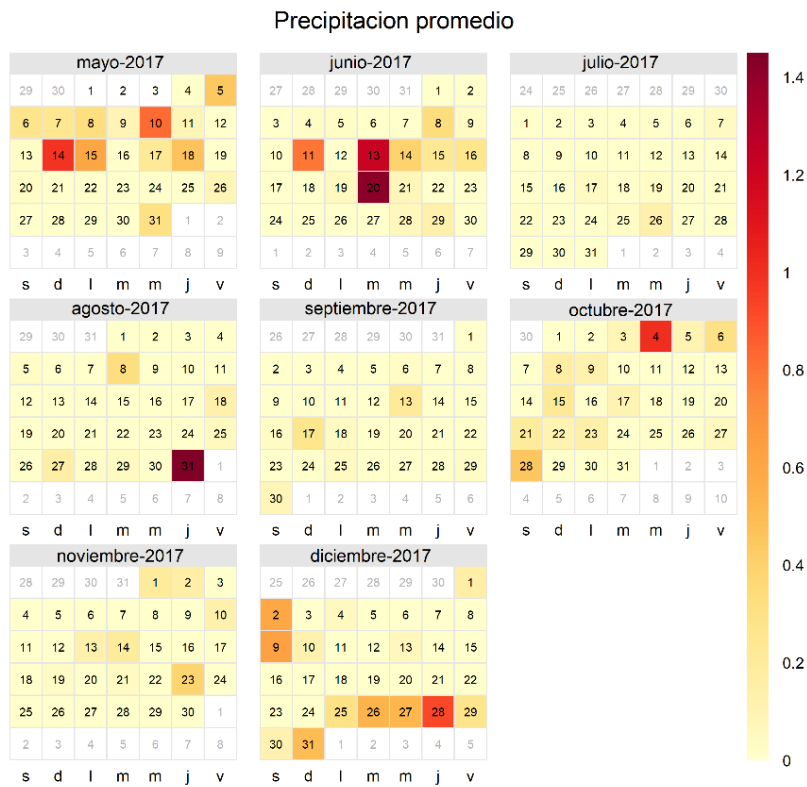 Precipitacion promedio
mayo-2017 junio-2017 julio-2017
29 30 1 2 3 4 5 27 28 29 30 31 1 2 24 25 26 27 28 29 30
6 7 8 9 10 11 12 3 4 5 6 7 8 9 1 2 3 4 5 6 7
13 14 15 16 17 18 19 10 11 12 13 14 15 16 8 9 10 11 12 13 14
20 21 22 23 24 25 26 17 18 19 20 21 22 23 15 16 17 18 19 20 21
27 28 29 30 31 1 2 24 25 26 27 28 29 30 22 23 24 25 26 27 28
3 4 5 6 7 8 9 1 2 3 4 5 6 7 29 30 31 1 2 3 4
s d l m m j v s d l m m j v s d l m m j v
agosto-2017 septiembre-2017 octubre-2017
29 30 31 1 2 3 4 26 27 28 29 30 31 1 30 1 2 3 4 5 6
5 6 7 8 9 10 11 2 3 4 5 6 7 8 7 8 9 10 11 12 13
12 13 14 15 16 17 18 9 10 11 12 13 14 15 14 15 16 17 18 19 20
19 20 21 22 23 24 25 16 17 18 19 20 21 22 21 22 23 24 25 26 27
26 27 28 29 30 31 1 23 24 25 26 27 28 29 28 29 30 31 1 2 3
2 3 4 5 6 7 8 30 1 2 3 4 5 6 4 5 6 7 8 9 10
s d l m m j v s d l m m j v s d l m m j v
noviembre-2017 diciembre-2017
28 29 30 31 1 2 3 25 26 27 28 29 30 1
4 5 6 7 8 9 10 2 3 4 5 6 7 8
11 12 13 14 15 16 17 9 10 11 12 13 14 15
18 19 20 21 22 23 24 16 17 18 19 20 21 22
25 26 27 28 29 30 1 23 24 25 26 27 28 29
2 3 4 5 6 7 8 30 31 1 2 3 4 5
s d l m m j v s d l m m j v
1.4
1.2
1
0.8
0.6
0.4
0.2
0